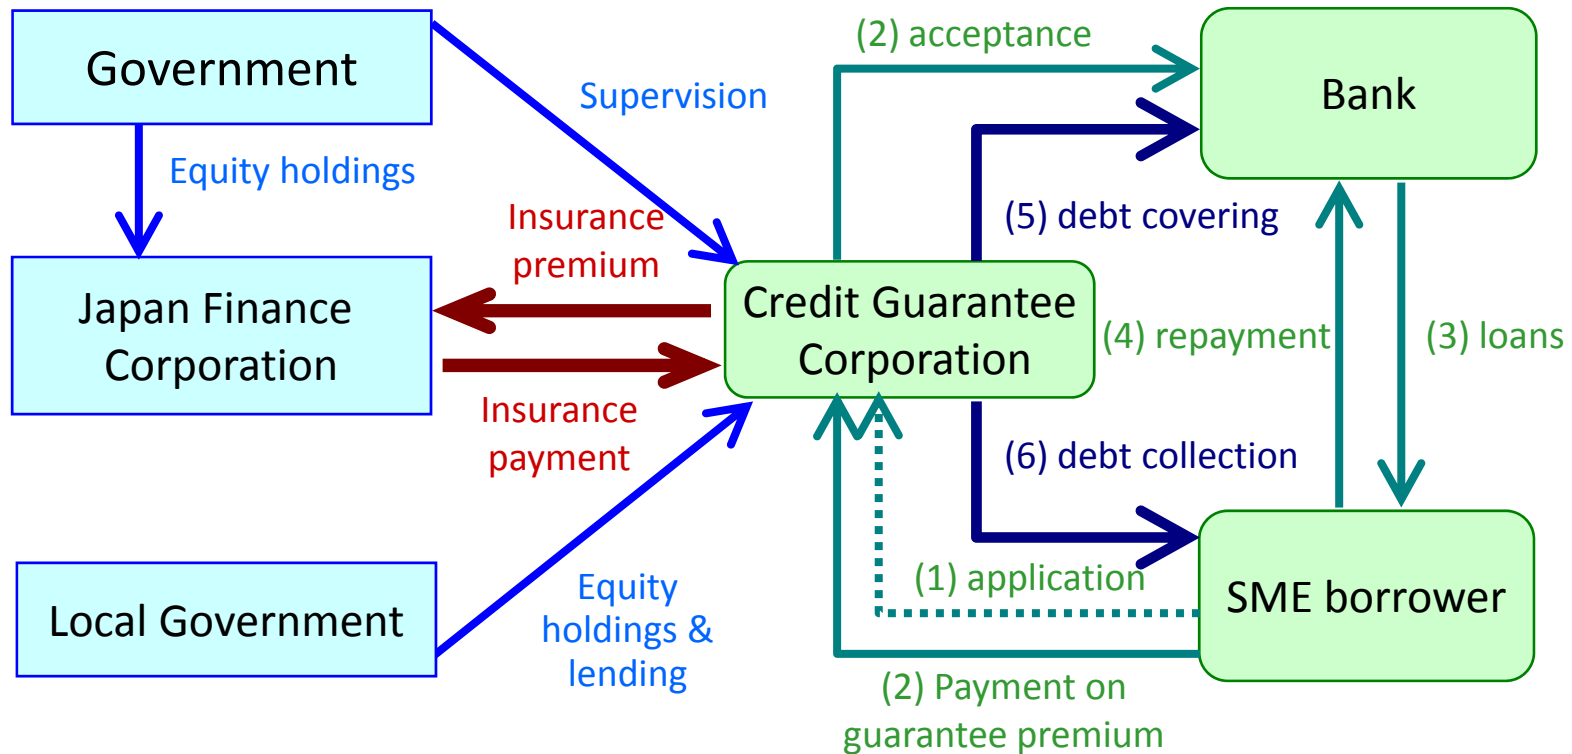 (2) acceptance
Government
Bank
Supervision
Equity holdings
Insurance
premium
(5) debt covering
Japan Finance
Corporation
Credit Guarantee
Corporation
(4) repayment
(3) loans
Insurance
payment
(6) debt collection
Local Government
Equity
holdings &
lending
(1) application
SME borrower
(2) Payment on
guarantee premium